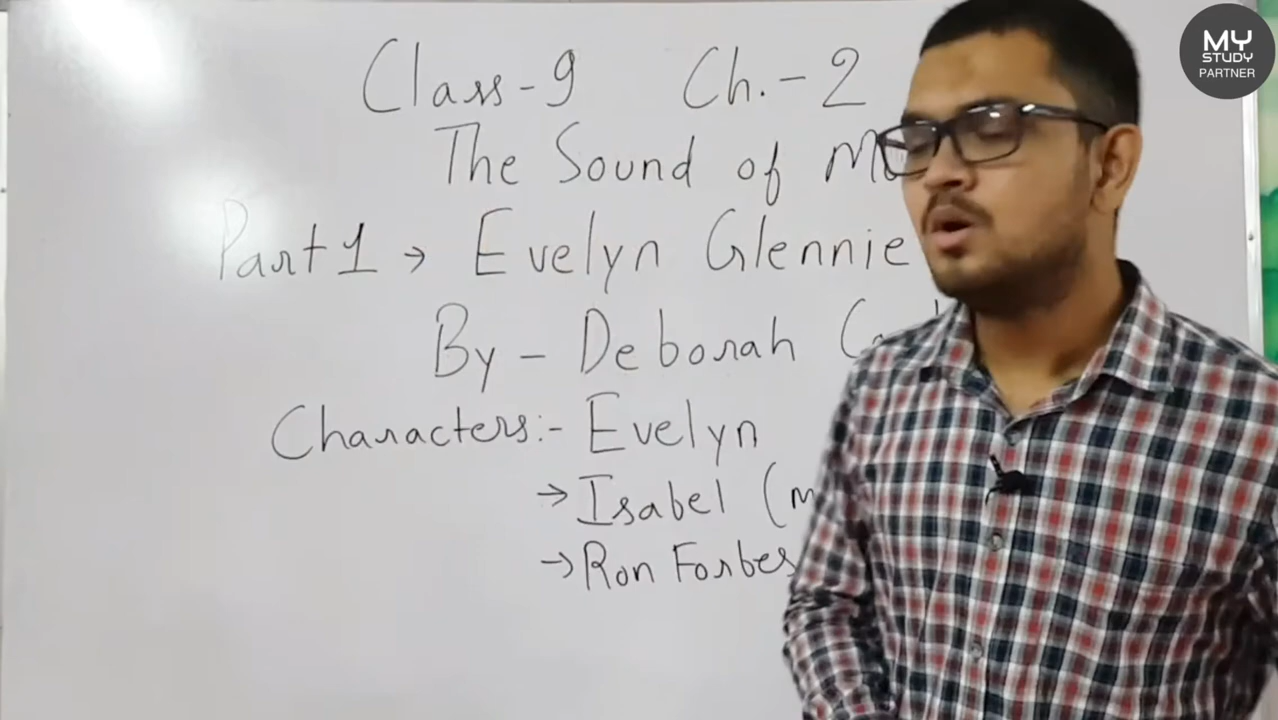 Class-9 Ch.-2
The Sound of
Part 1 → Evelyn Glennie
By - Deborah
Characters:- Evelyn
→ Isabel (
→ Ron Forbes
MY
STUDY
PARTNER